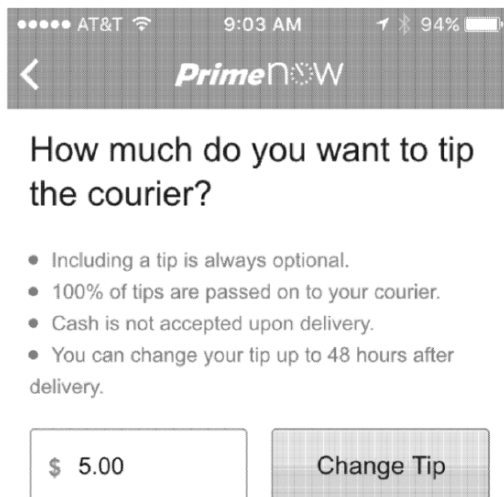 AT&T 9:03 AM 94%
PrimenOW
How much do you want to tip
the courier?
• Including a tip is always optional.
• 100% of tips are passed on to your courier.
• Cash is not accepted upon delivery.
• You can change your tip up to 48 hours after
delivery.
$ 5.00 Change Tip